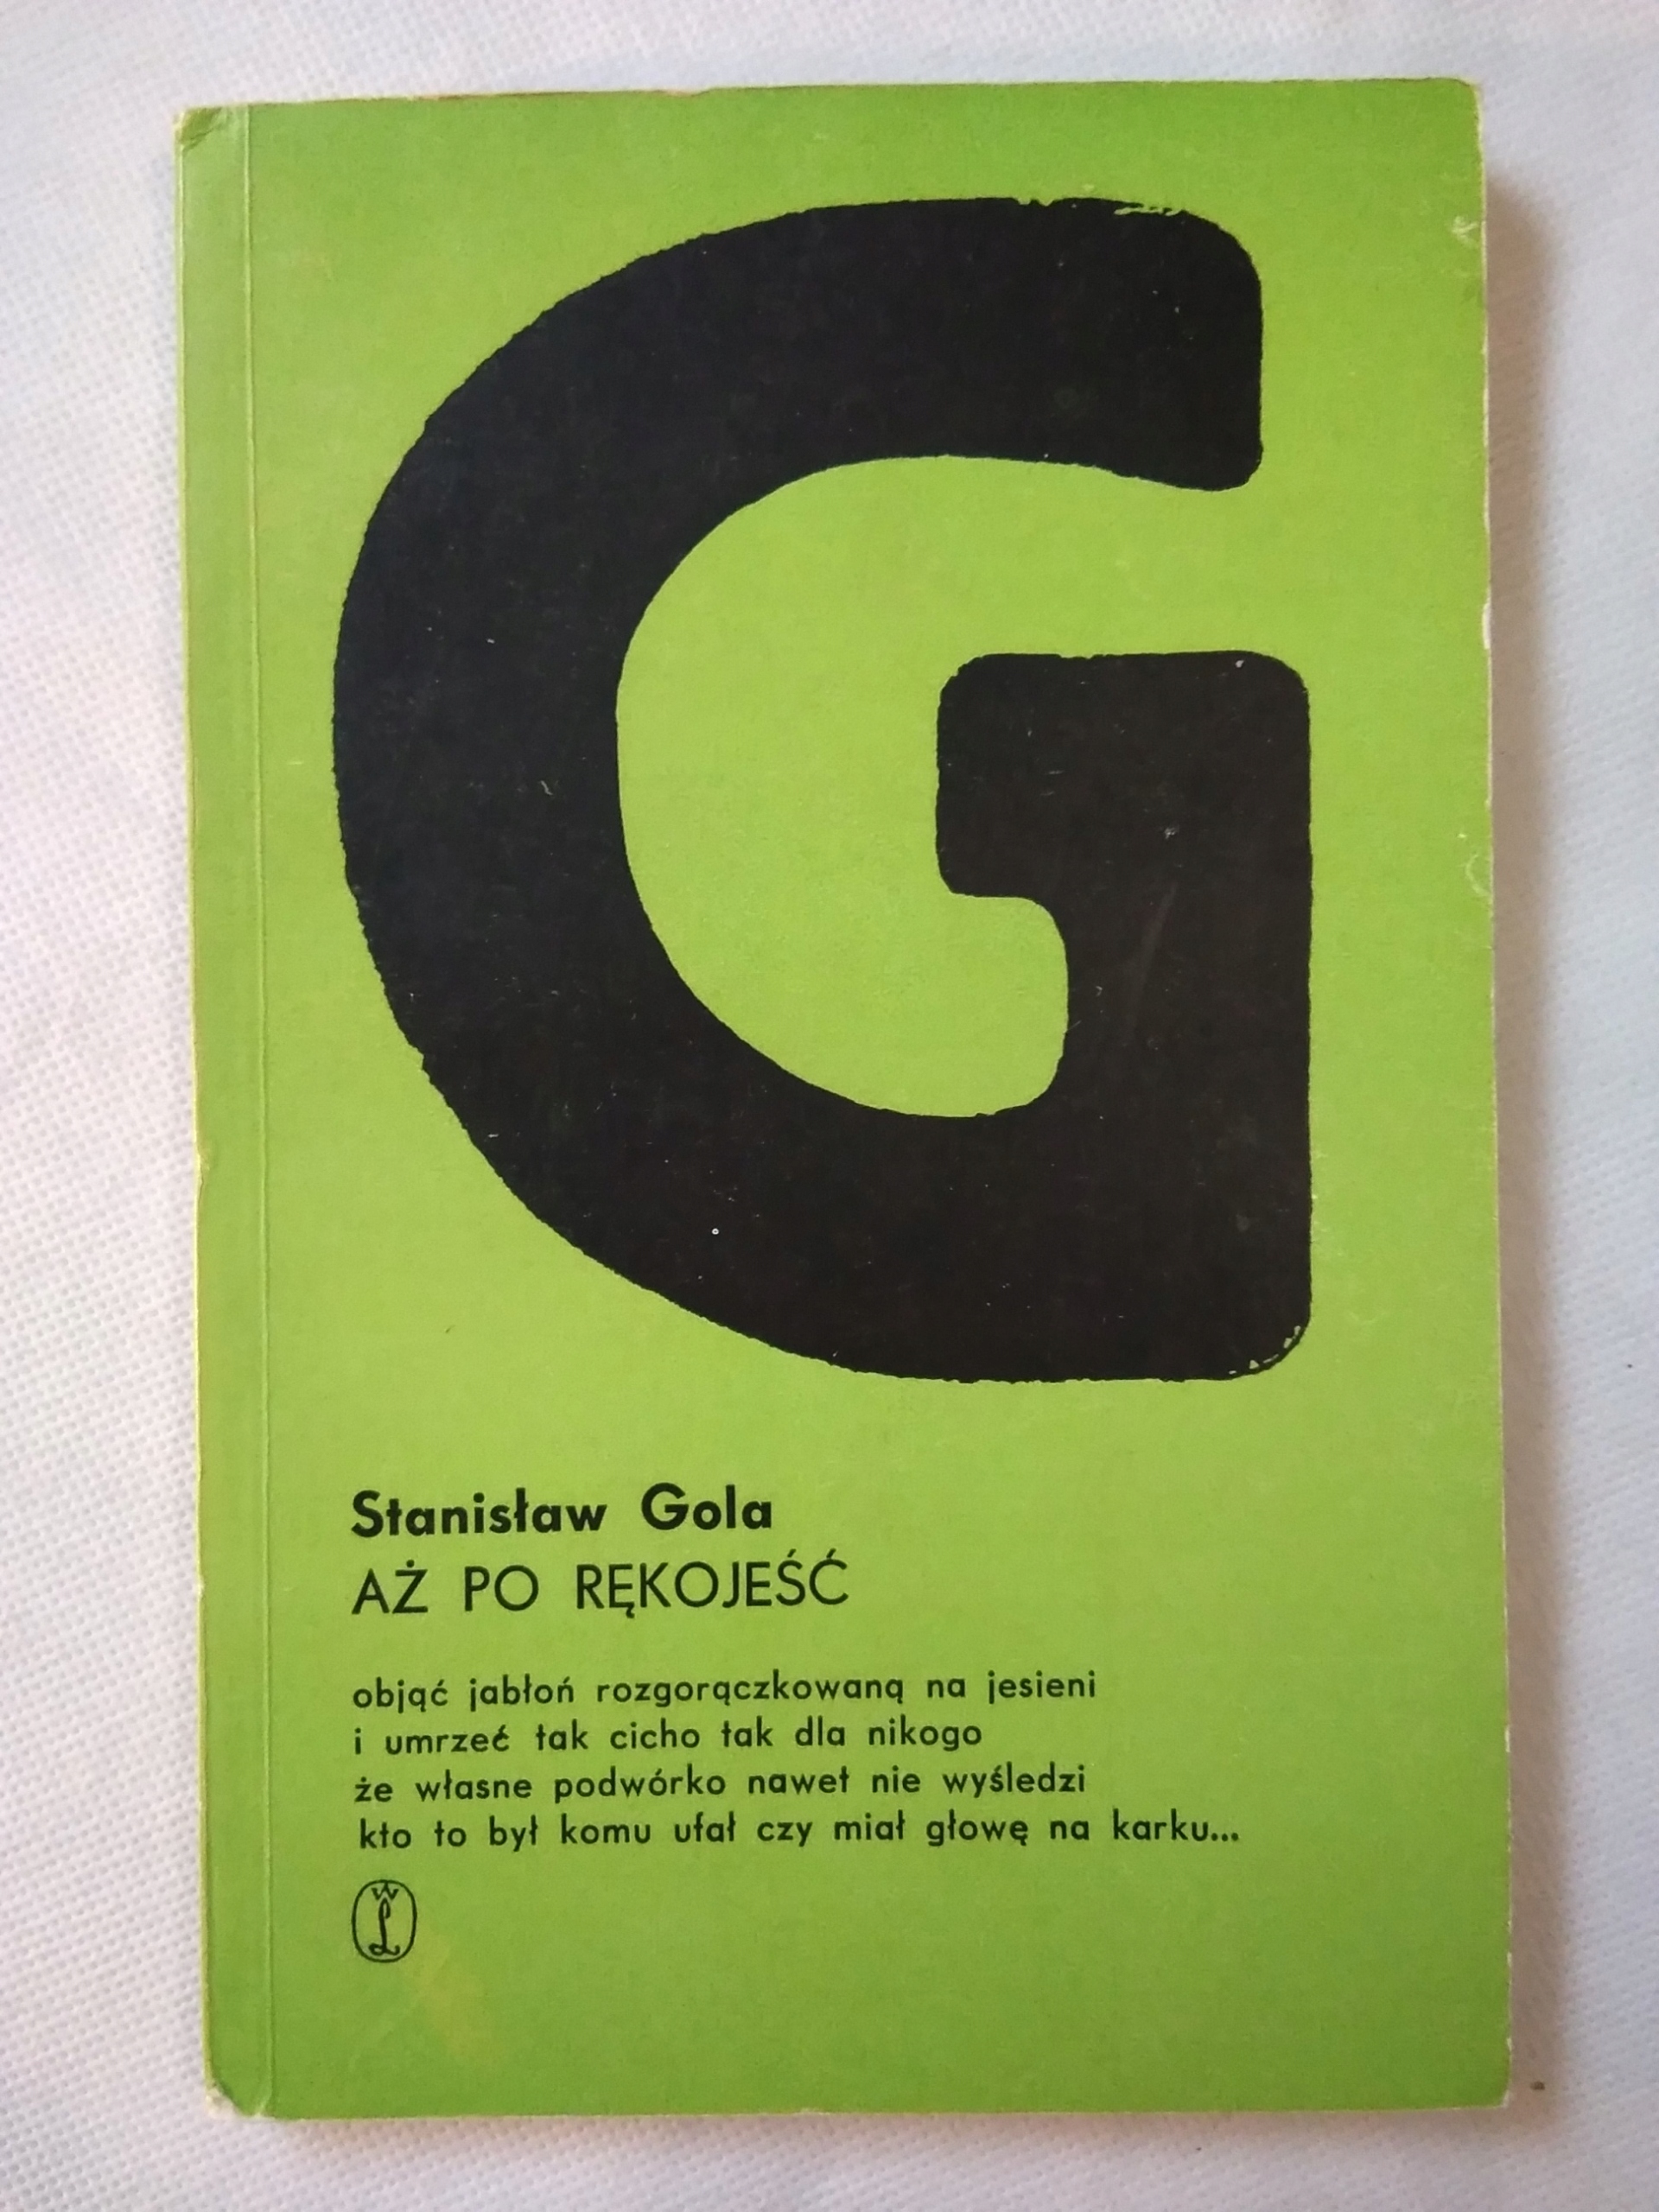 G
Stanisław Gola
AŻ PO RĘKOJEŚĆ
objąć jabłoń rozgorączkowaną na jesieni
i umrzeć tak cicho tak dla nikogo
że własne podwórko nawet nie wyśledzi
kto to był komu ufał czy miał głowę na karku...
W
L